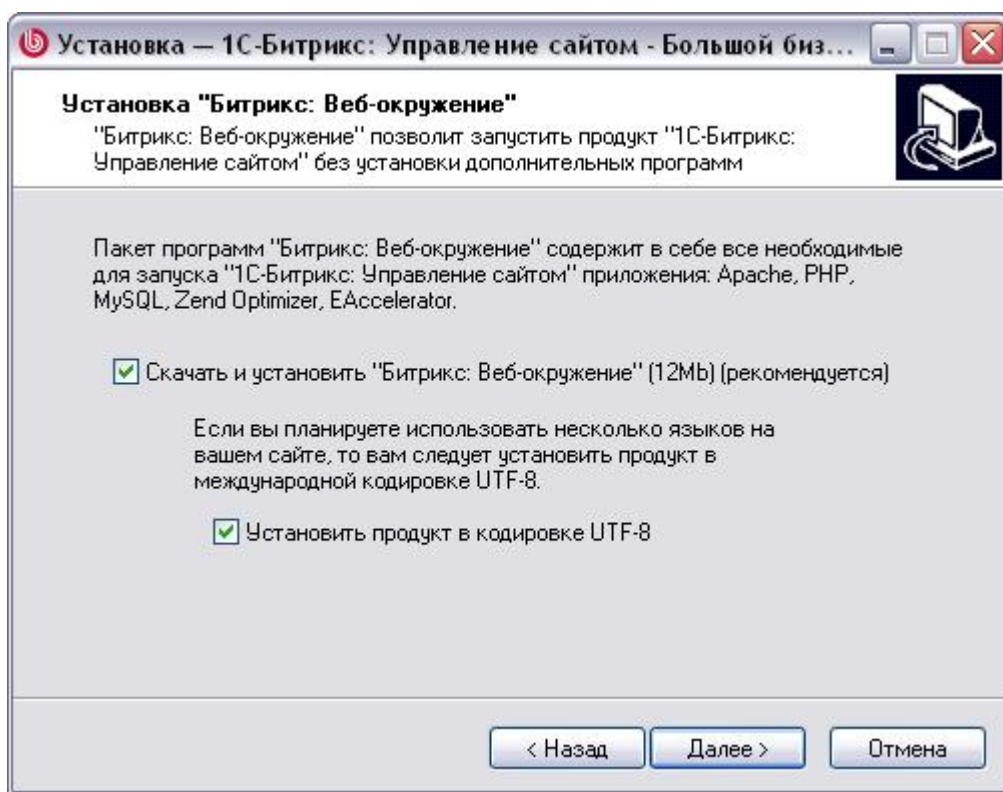 Установка — 1С-Битрикс: Управление сайтом - Большой биз...
Установка "Битрикс: Веб-окружение"
"Битрикс: Веб-окружение" позволит запустить продукт "1С-Битрикс:
Управление сайтом" без установки дополнительных программ
Пакет программ "Битрикс: Веб-окружение" содержит в себе все необходимые
для запуска "1С-Битрикс: Управление сайтом" приложения: Apache, PHP,
MySQL, Zend Optimizer, EAccelerator.
Скачать и установить "Битрикс: Веб-окружение" (12Mb) (рекомендуется)
Если вы планируете использовать несколько языков на
вашем сайте, то вам следует установить продукт в
международной кодировке UTF-8.
Установить продукт в кодировке UTF-8
< Назад Далее > Отмена